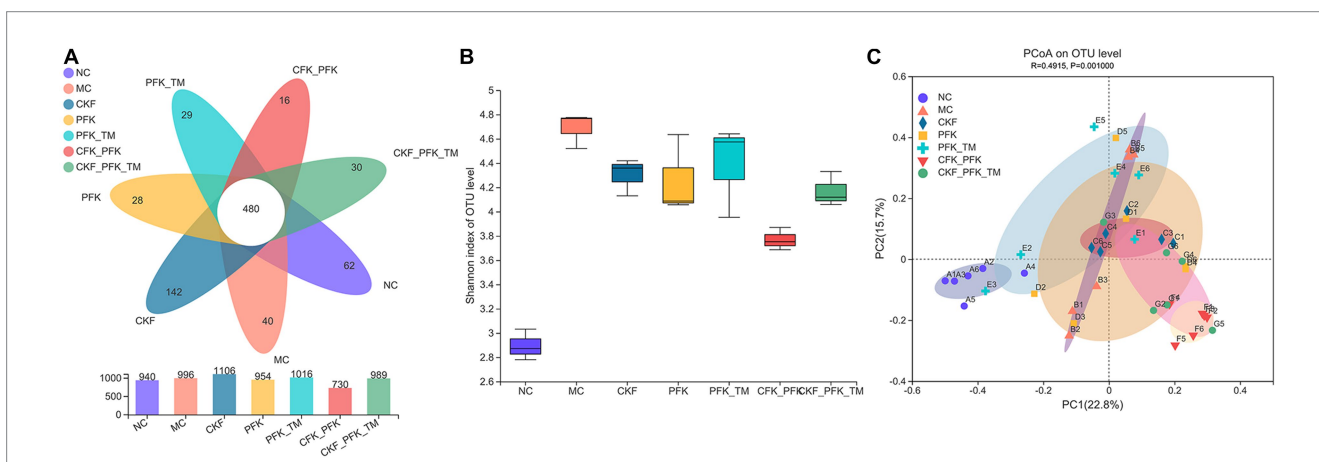 A
NC
MC
CKF
PFK
PFK_TM
CFK_PFK
CKF_PFK_TM
PFK_TM
CFK_PFK
CKF_PFK_TM
NC
MC
CKF
PFK
29
16
30
28
480
62
142
40
1000
500
0
940
996
1106
954
1016
730
989
NC
MC
CKF
PFK
PFK_TM
CFK_PFK
CKF_PFK_TM
B
Shannon index of OTU level
5
4.8
4.6
4.4
4.2
4
3.8
3.6
3.4
3.2
3
2.8
2.6
NC
MC
CKF
PFK
PFK_TM
CFK_PFK
CKF_PFK_TM
C
PCoA on OTU level
R=0.4915, P=0.001000
NC
MC
CKF
PFK
PFK_TM
CFK_PFK
CKF_PFK_TM
PC2(15.7%)
0.6
0.4
0.2
0
-0.2
-0.4
E5
D5
E4
E6
C2
D1
G3
C4
C6
C5
E1
C3
C1
G4
E2
A4
A2
A6
A1
A3
A5
E3
D2
B3
B1
D3
B2
G2
F6
F5
G5
-0.6
-0.4
-0.2
0
0.2
0.4
PC1(22.8%)